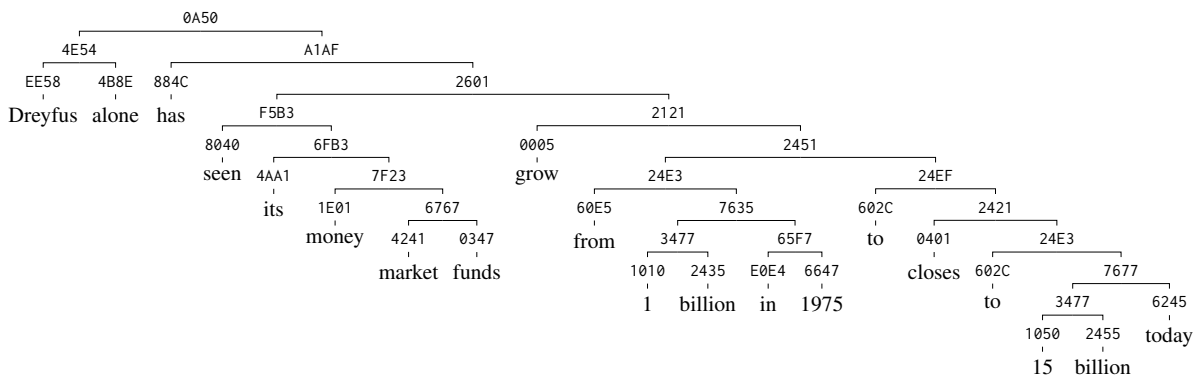 0A50
4E54 A1AF
EE58 4B8E 884C 2601
Dreyfus alone has F5B3 2121
8040 6FB3 0005 2451
seen 4AA1 7F23 grow 24E3 24EF
its 1E01 6767 60E5 7635 602C 2421
money 4241 0347 from 3477 65F7 to 0401 24E3
market funds 1010 2435 E0E4 6647 closes 602C 7677
1 billion in 1975 to 3477 6245
1050 2455 today
15 billion